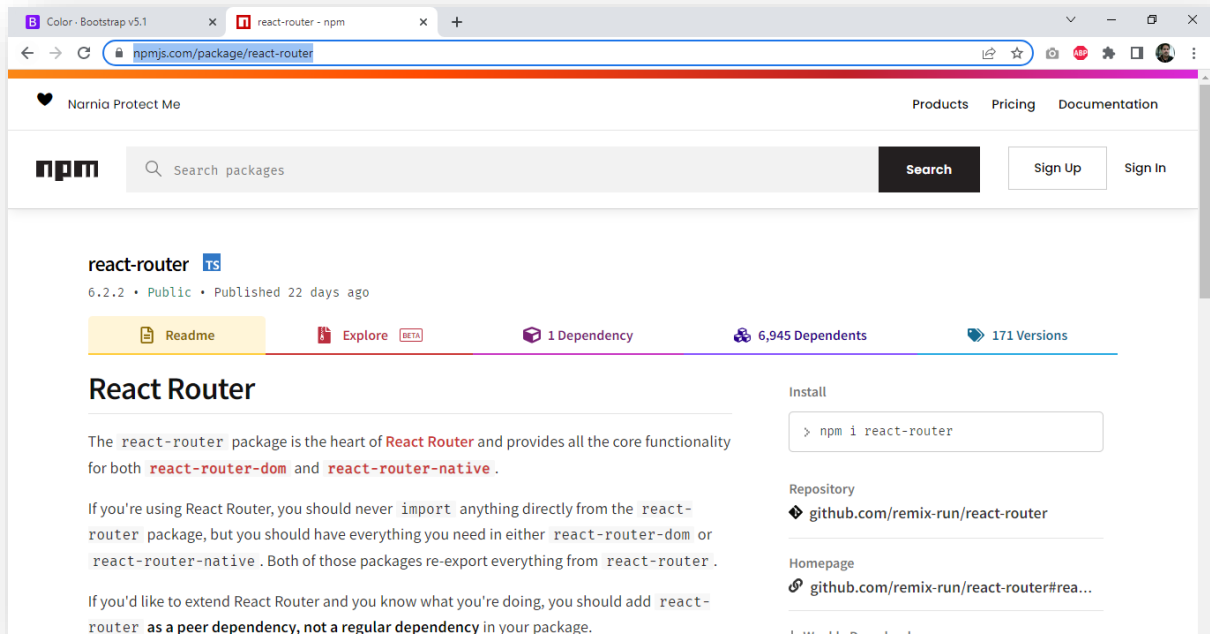 Color · Bootstrap v5.1
react-router - npm
npmjs.com/package/react-router
ABP
Narnia Protect Me
Products Pricing Documentation
npm
Search packages
Search
Sign Up
Sign In
react-router TS
6.2.2 • Public • Published 22 days ago
Readme
Explore BETA
1 Dependency
6,945 Dependents
171 Versions
React Router
The react-router package is the heart of React Router and provides all the core functionality
for both react-router-dom and react-router-native.
If you're using React Router, you should never import anything directly from the react-
router package, but you should have everything you need in either react-router-dom or
react-router-native. Both of those packages re-export everything from react-router.
If you'd like to extend React Router and you know what you're doing, you should add react-
router as a peer dependency, not a regular dependency in your package.
Install
> npm i react-router
Repository
github.com/remix-run/react-router
Homepage
github.com/remix-run/react-router#rea...